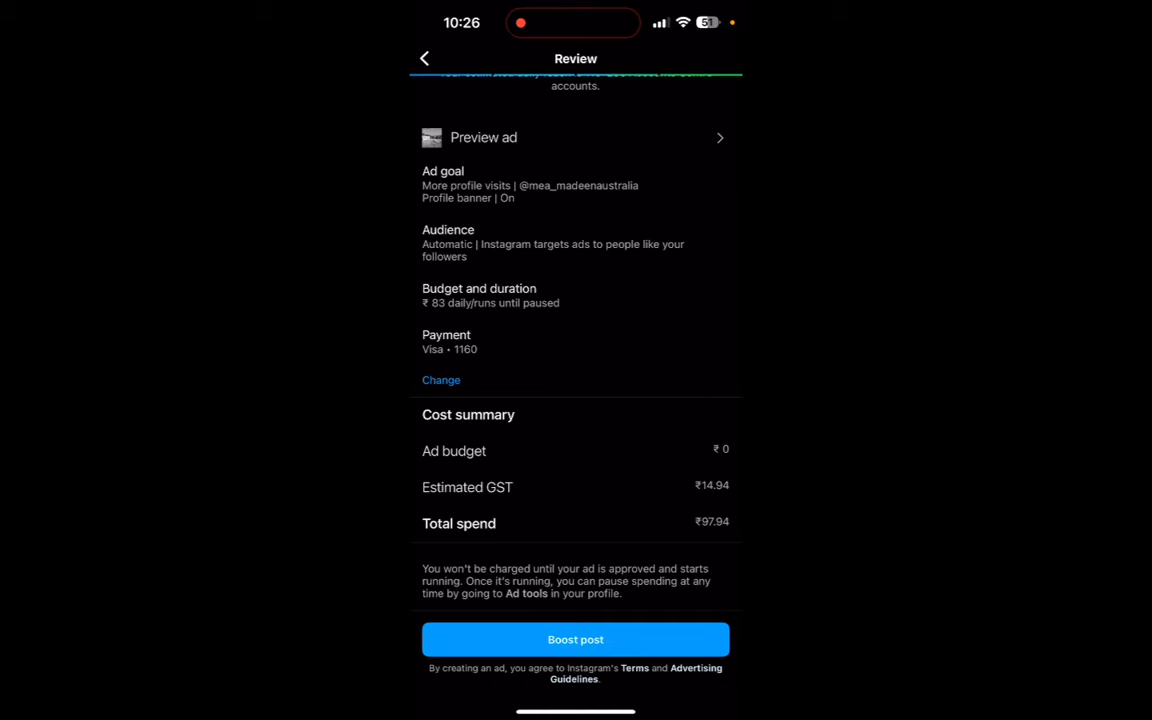 10:26
51
Review
accounts.
Preview ad
Ad goal
More profile visits | @mea_madeenaustralia
Profile banner | On
Audience
Automatic | Instagram targets ads to people like your
followers
Budget and duration
₹ 83 daily/runs until paused
Payment
Visa • 1160
Change
Cost summary
Ad budget
₹ 0
Estimated GST
₹14.94
Total spend
₹97.94
You won't be charged until your ad is approved and starts
running. Once it's running, you can pause spending at any
time by going to Ad tools in your profile.
Boost post
By creating an ad, you agree to Instagram's Terms and Advertising
Guidelines.